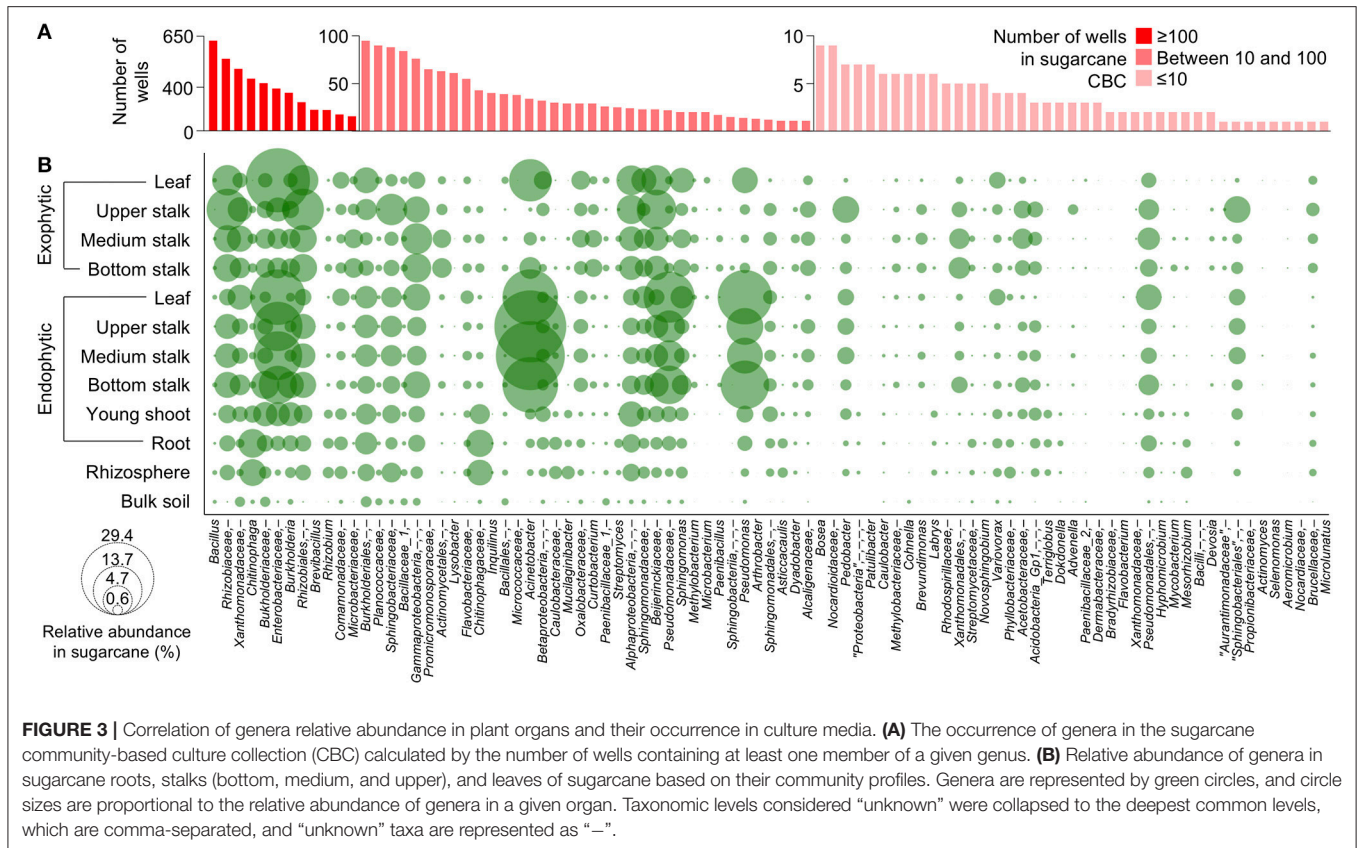 A
Number of
wells
650
400
0
100
50
10
5
Number of wells
in sugarcane
CBC
≥100
Between 10 and 100
≤10
B
Exophytic
Leaf
Upper stalk
Medium stalk
Bottom stalk
Endophytic
Leaf
Upper stalk
Medium stalk
Bottom stalk
Young shoot
Root
Rhizosphere
Bulk soil
29.4
13.7
4.7
0.6
Relative abundance
in sugarcane (%)
Bacillus
Rhizobiaceae,–
Xanthomonadaceae,–
Chitinophaga
Burkholderiaceae,–
Enterobacteriaceae,–
Burkholderia
Rhizobiales,–,–
Brevibacillus
Rhizobium
Comamonadaceae,–
Microbacteriaceae,–
Burkholderiales,–,–
Planococcaceae,–
Sphingobacteriaceae,–
Bacillaceae_1,–
Gammaproteobacteria,–,–,–
Promicromonosporaceae,–
Actinomycetales,–,–
Lysobacter
Flavobacteriaceae,–
Chitinophagaceae,–
Inquilinus
Bacillales,–,–
Micrococcaceae,–
Acinetobacter
Betaproteobacteria,–,–,–
Caulobacteraceae,–
Mucilaginibacter
Oxalobacteraceae,–
Curtobacterium
Paenibacillaceae_1,–
Streptomyces
Alphaproteobacteria,–,–,–
Sphingomonadaceae,–
Beijerinckiaceae,–
Pseudomonadaceae,–
Sphingomonas
Methylobacterium
Microbacterium
Paenibacillus
Sphingobacteriia,–,–,–
Pseudomonas
Arthrobacter
Sphingomonadales,–,–
Asticcacaulis
Dyadobacter
Alcaligenaceae,–
Bosea
Nocardioidaceae,–
Pedobacter
"Proteobacteria",–,–,–,–
Patulibacter
Caulobacter
Methylobacteriaceae,–
Cohnella
Brevundimonas
Labrys
Rhodospirillaceae,–
Xanthomonadales,–,–
Streptomycetaceae,–
Novosphingobium
Variovorax
Phyllobacteriaceae,–
Acetobacteraceae,–
Acidobacteria_Gp1,–,–,–
Terriglobus
Dokdonella
Advenella
Paenibacillaceae_2,–
Dermabacteraceae,–
Bradyrhizobiaceae,–
Flavobacterium
Xanthomonas
Pseudomonadales,–,–
Hyphomicrobium
Mycobacterium
Mesorhizobium
Bacilli,–,–,–
Devosia
"Aurantimonadaceae",–
"Sphingobacteriales",–,–
Propionibacteriaceae,–
Actinomyces
Selenomonas
Aeromicrobium
Nocardiaceae,–
Brucellaceae,–
Microlunatus
FIGURE 3 | Correlation of genera relative abundance in plant organs and their occurrence in culture media. (A) The occurrence of genera in the sugarcane
community-based culture collection (CBC) calculated by the number of wells containing at least one member of a given genus. (B) Relative abundance of genera in
sugarcane roots, stalks (bottom, medium, and upper), and leaves of sugarcane based on their community profiles. Genera are represented by green circles, and circle
sizes are proportional to the relative abundance of genera in a given organ. Taxonomic levels considered “unknown” were collapsed to the deepest common levels,
which are comma-separated, and “unknown” taxa are represented as “–”.